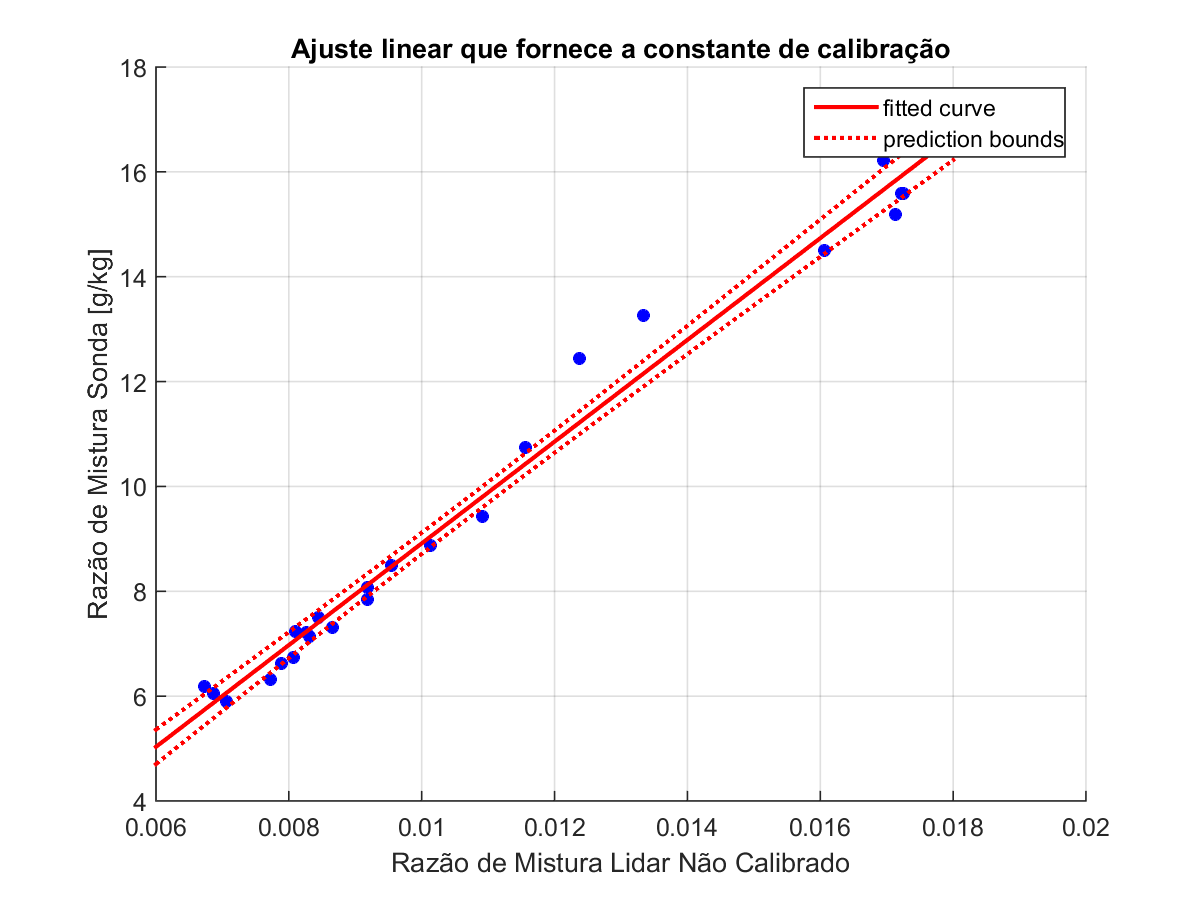 Ajuste linear que fornece a constante de calibração
fitted curve
prediction bounds
18
16
14
12
10
8
6
4
Razão de Mistura Sonda [g/kg]
0.006 0.008 0.01 0.012 0.014 0.016 0.018 0.02
Razão de Mistura Lidar Não Calibrado